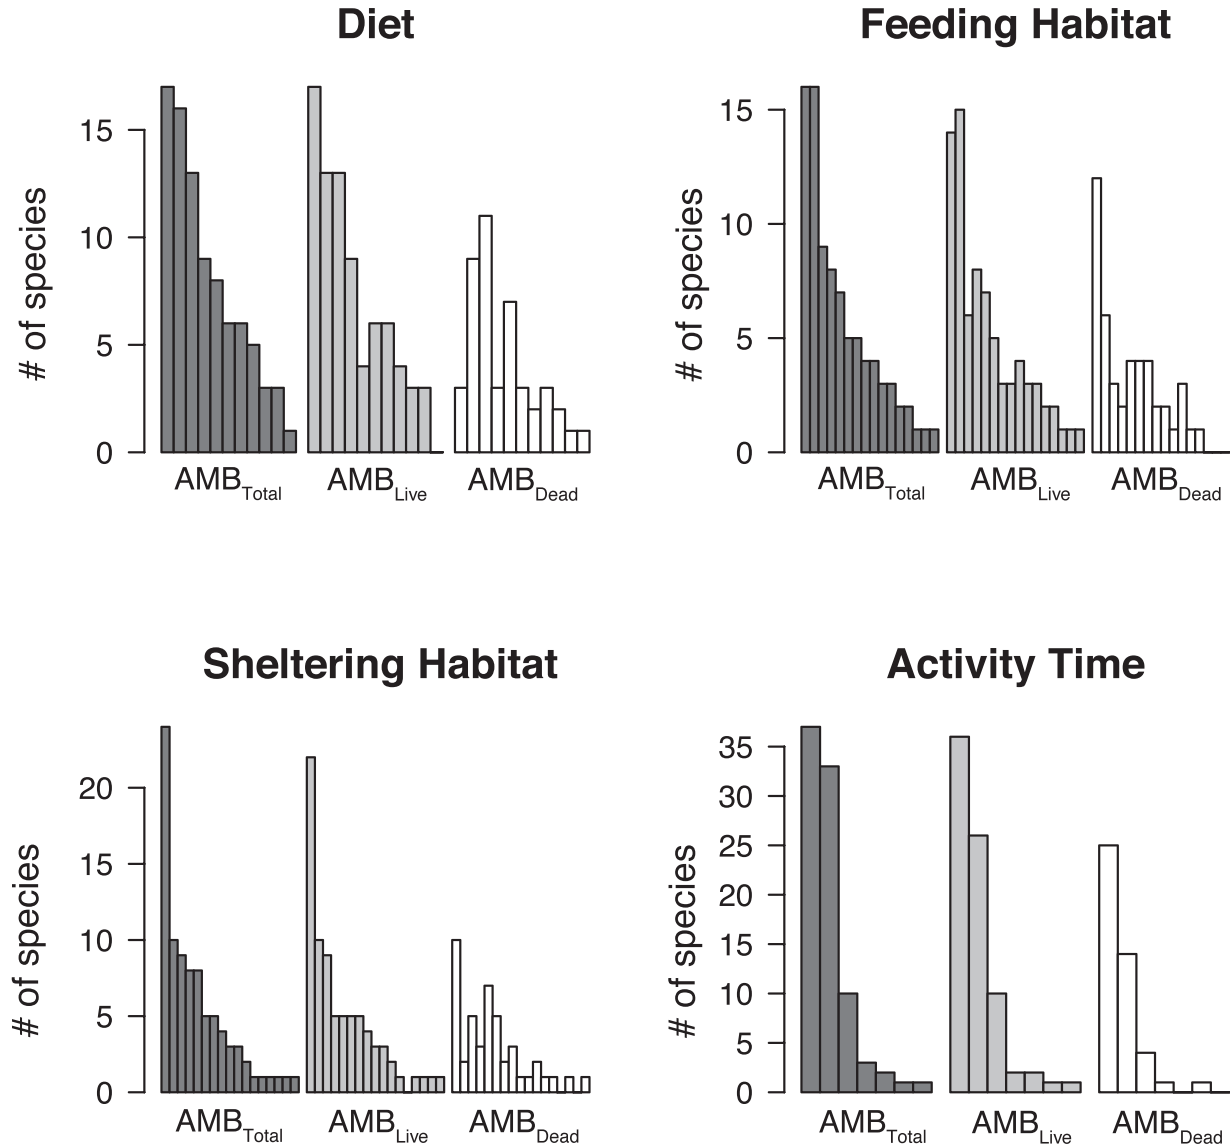 Diet
# of species
15
10
5
0
AMBTotal
AMBLive
AMBDead
Feeding Habitat
# of species
15
10
5
0
AMBTotal
AMBLive
AMBDead
Sheltering Habitat
# of species
20
15
10
5
0
AMBTotal
AMBLive
AMBDead
Activity Time
# of species
35
30
25
20
15
10
5
0
AMBTotal
AMBLive
AMBDead